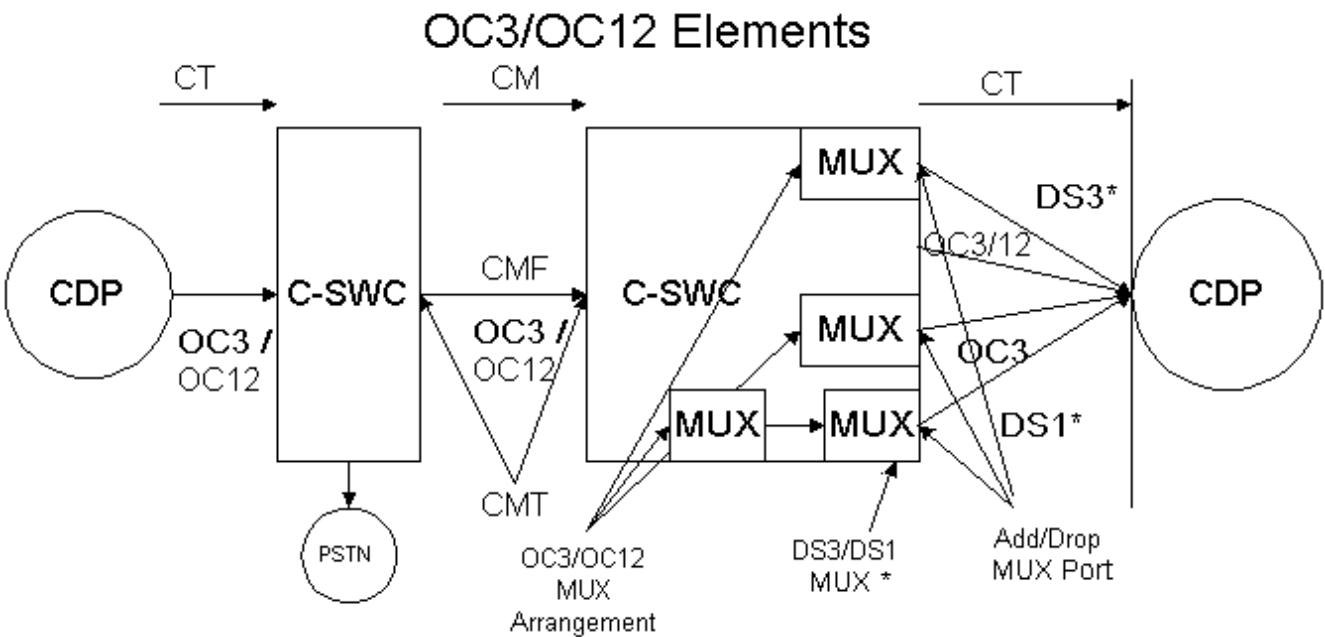 OC3/OC12 Elements
CT
CM
CT
MUX
DS3*
OC3/12
CDP
C-SWC
CMF
C-SWC
CDP
OC3 /
OC12
OC3 /
OC12
MUX
OC3
MUX
MUX
DS1*
CMT
PSTN
OC3/OC12
MUX
Arrangement
DS3/DS1
MUX *
Add/Drop
MUX Port